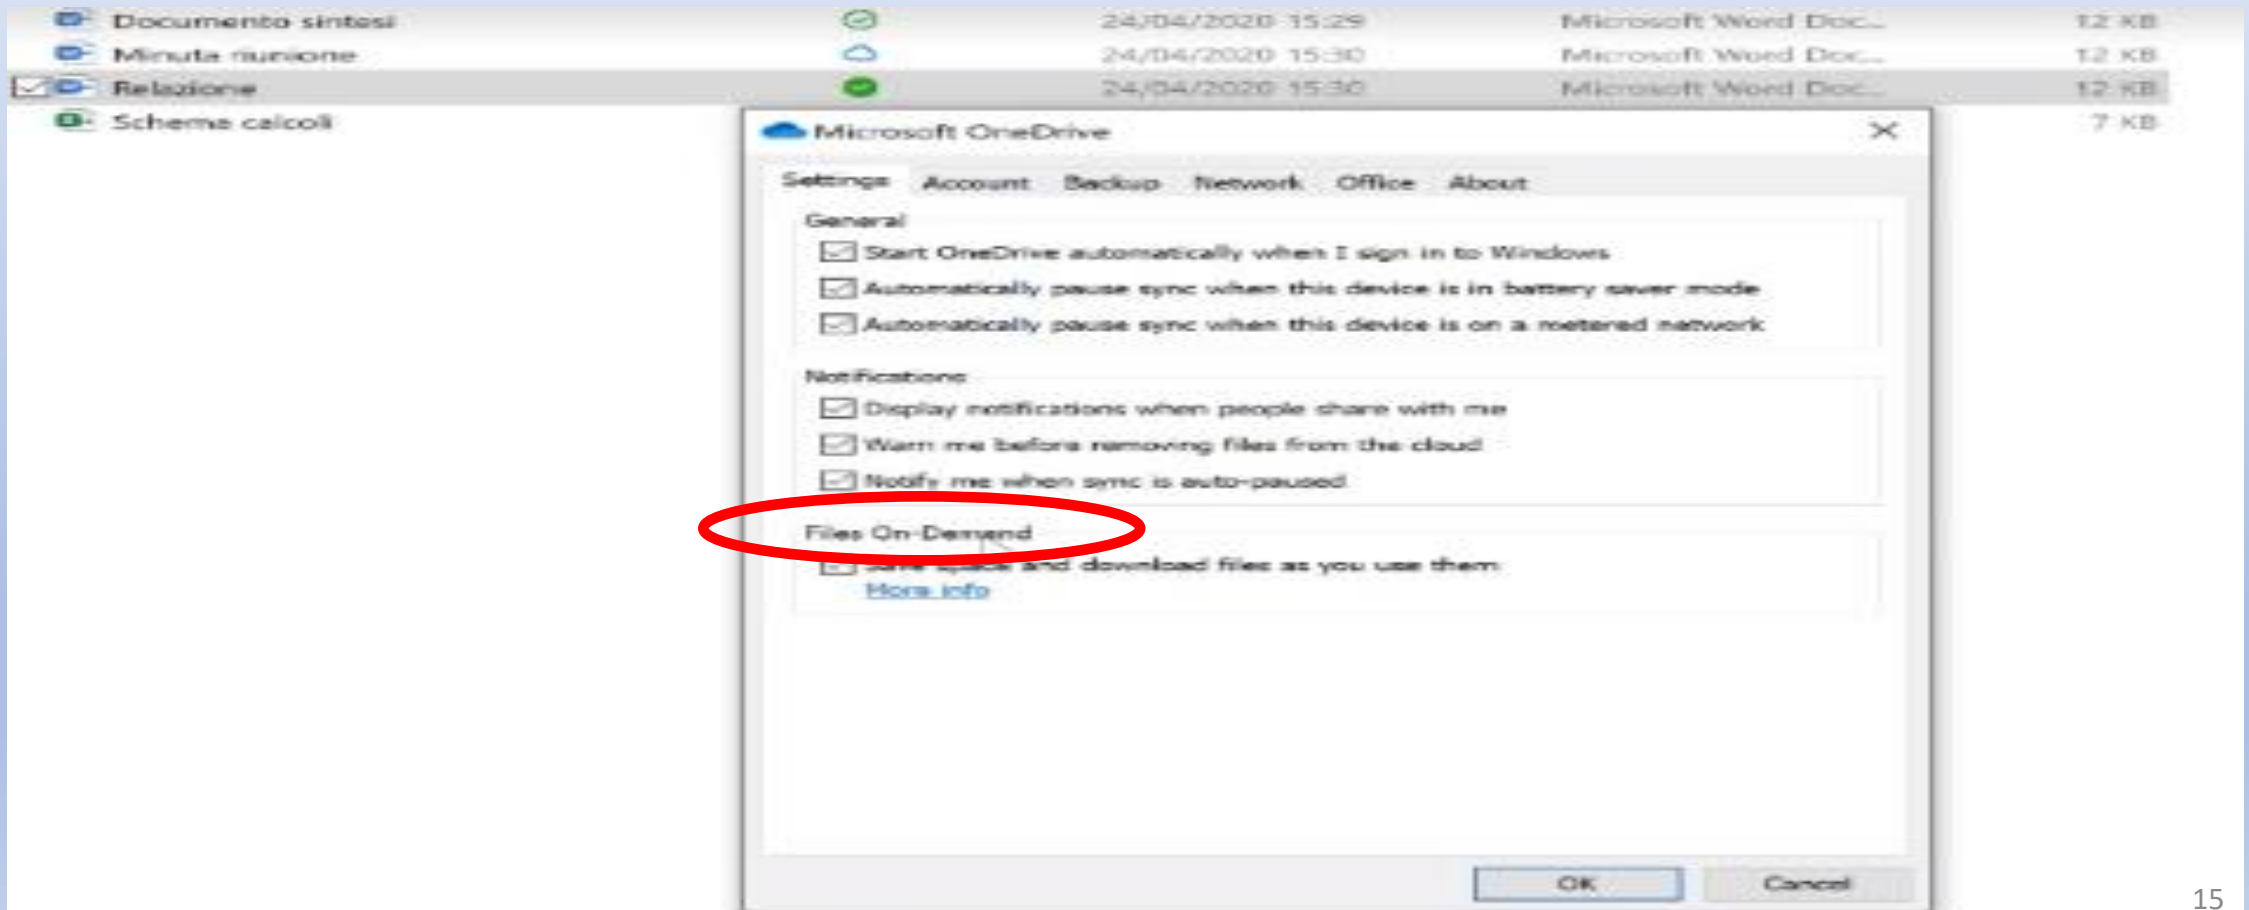 Documento sintesi 24/04/2020 15:29 Microsoft Word Doc... 12 KB
Minuta riunione 24/04/2020 15:30 Microsoft Word Doc... 12 KB
Relazione 24/04/2020 15:30 Microsoft Word Doc... 12 KB
Schema calcoli 7 KB
Microsoft OneDrive
Settings Account Backup Network Office About
General
Start OneDrive automatically when I sign in to Windows
Automatically pause sync when this device is in battery saver mode
Automatically pause sync when this device is on a metered network
Notifications
Display notifications when people share with me
Warn me before removing files from the cloud
Notify me when sync is auto-paused
Files On-Demand
Save space and download files as you use them
More info
OK Cancel
15